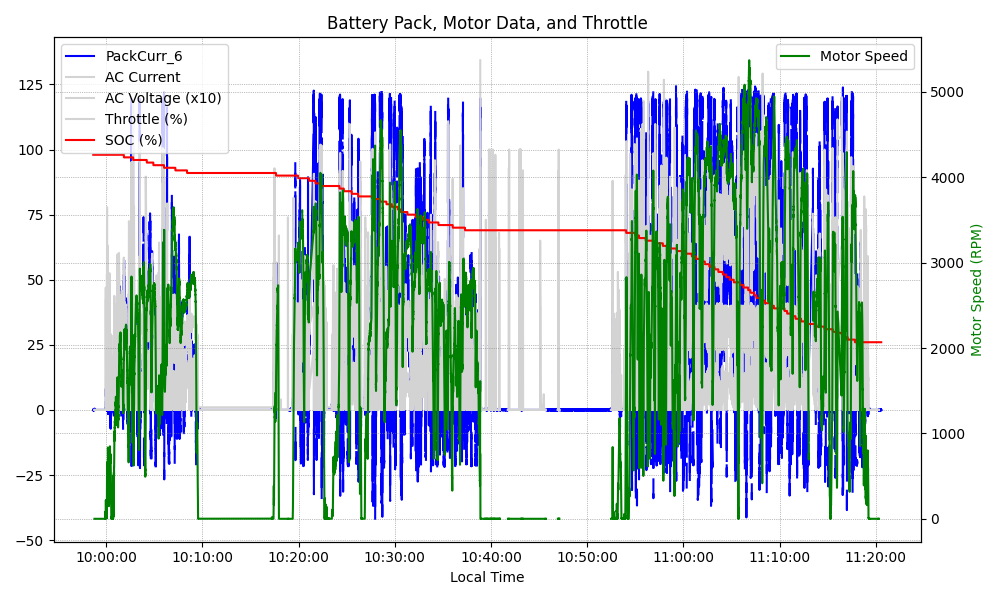 Battery Pack, Motor Data, and Throttle
PackCurr_6
AC Current
AC Voltage (x10)
Throttle (%)
SOC (%)
Motor Speed
125
100
75
50
25
0
−25
−50
5000
4000
3000
2000
1000
0
Motor Speed (RPM)
10:00:00 10:10:00 10:20:00 10:30:00 10:40:00 10:50:00 11:00:00 11:10:00 11:20:00
Local Time